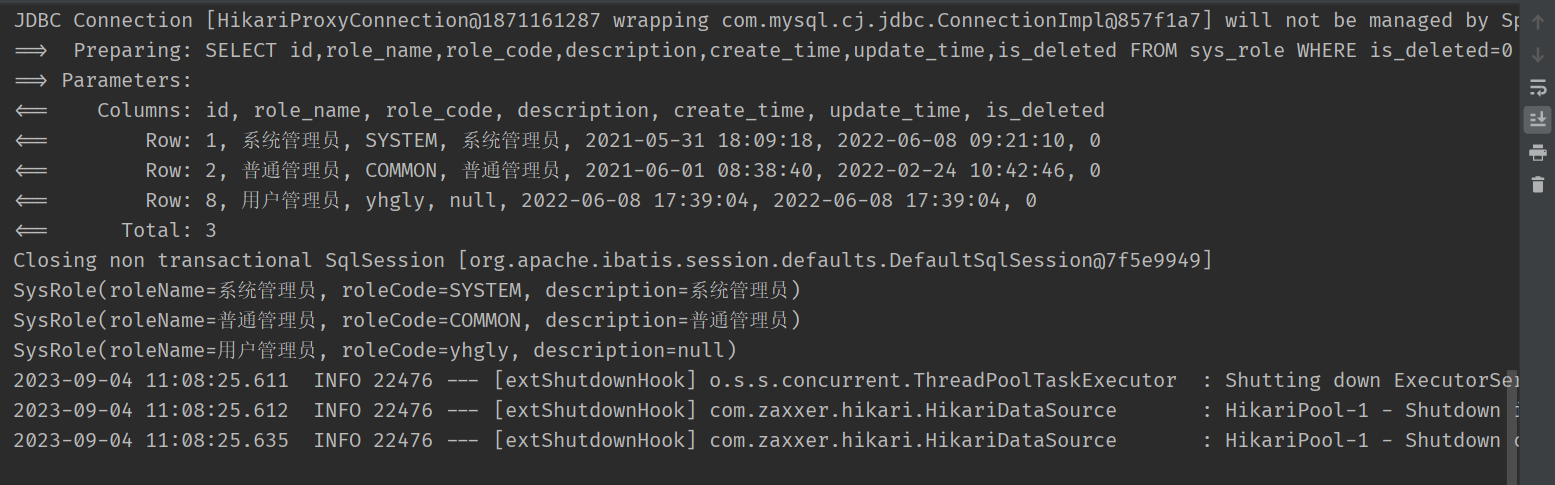 JDBC Connection [HikariProxyConnection@1871161287 wrapping com.mysql.cj.jdbc.ConnectionImpl@857f1a7] will not be managed by Sp
==>  Preparing: SELECT id,role_name,role_code,description,create_time,update_time,is_deleted FROM sys_role WHERE is_deleted=0
==> Parameters:
<==    Columns: id, role_name, role_code, description, create_time, update_time, is_deleted
<==        Row: 1, 系统管理员, SYSTEM, 系统管理员, 2021-05-31 18:09:18, 2022-06-08 09:21:10, 0
<==        Row: 2, 普通管理员, COMMON, 普通管理员, 2021-06-01 08:38:40, 2022-02-24 10:42:46, 0
<==        Row: 8, 用户管理员, yhgly, null, 2022-06-08 17:39:04, 2022-06-08 17:39:04, 0
<==      Total: 3
Closing non transactional SqlSession [org.apache.ibatis.session.defaults.DefaultSqlSession@7f5e9949]
SysRole(roleName=系统管理员, roleCode=SYSTEM, description=系统管理员)
SysRole(roleName=普通管理员, roleCode=COMMON, description=普通管理员)
SysRole(roleName=用户管理员, roleCode=yhgly, description=null)
2023-09-04 11:08:25.611  INFO 22476 --- [extShutdownHook] o.s.s.concurrent.ThreadPoolTaskExecutor  : Shutting down ExecutorSer
2023-09-04 11:08:25.612  INFO 22476 --- [extShutdownHook] com.zaxxer.hikari.HikariDataSource       : HikariPool-1 - Shutdown i
2023-09-04 11:08:25.635  INFO 22476 --- [extShutdownHook] com.zaxxer.hikari.HikariDataSource       : HikariPool-1 - Shutdown c